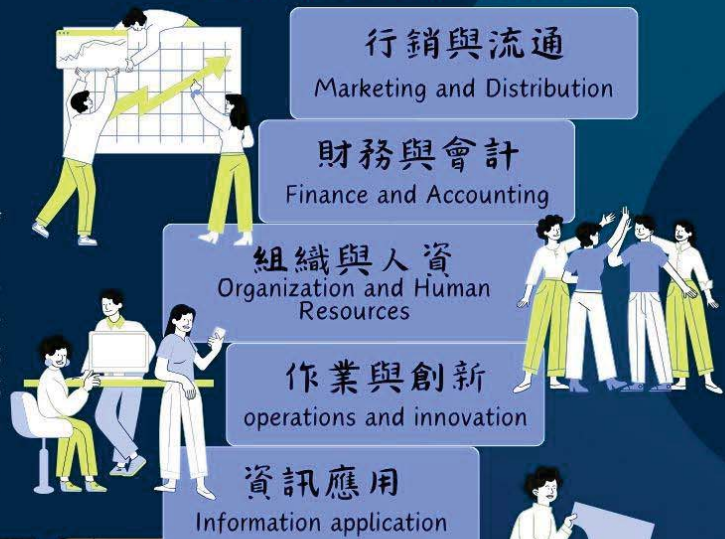 行銷與流通
Marketing and Distribution
財務與會計
Finance and Accounting
組織與人資
Organization and Human
Resources
作業與創新
operations and innovation
資訊應用
Information application